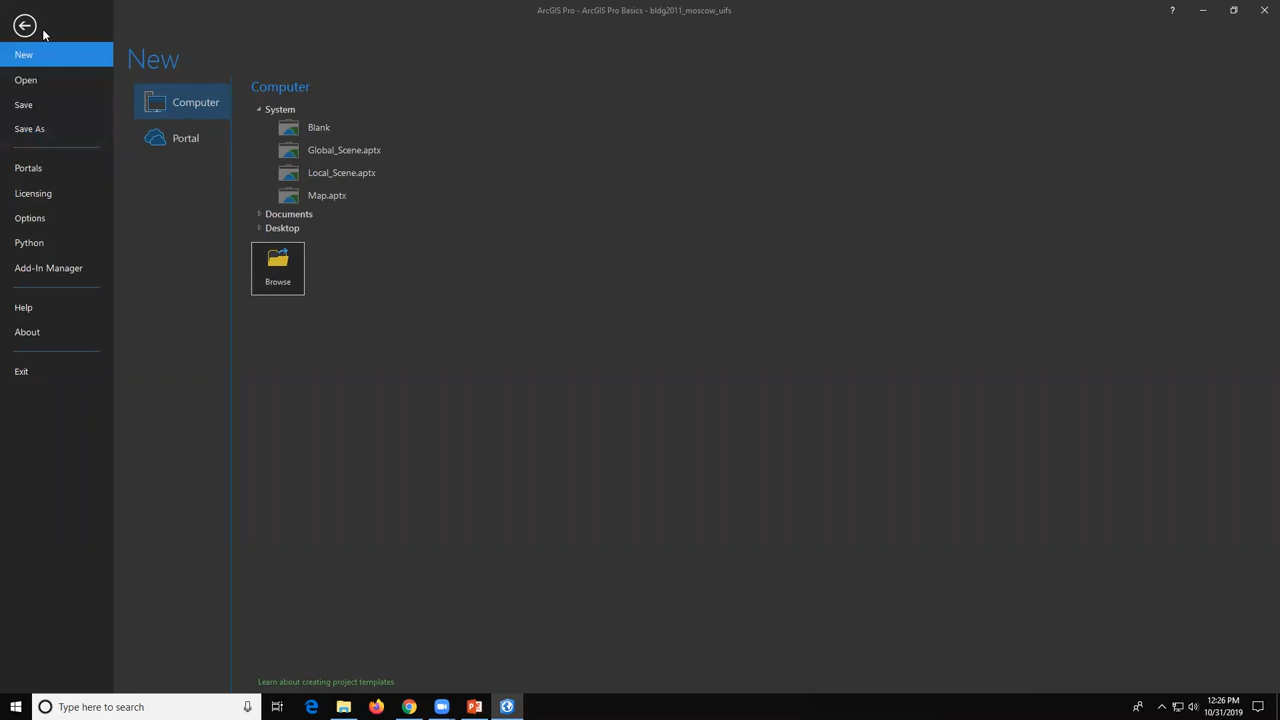 ArcGIS Pro - ArcGIS Pro Basics - bldg2011_moscow_uifs
?
New
Open
Save
Save As
Portals
Licensing
Options
Python
Add-In Manager
Help
About
Exit
New
Computer
Portal
Computer
System
Blank
Global_Scene.aptx
Local_Scene.aptx
Map.aptx
Documents
Desktop
Browse
Learn about creating project templates
Type here to search
12:26 PM
10/31/2019